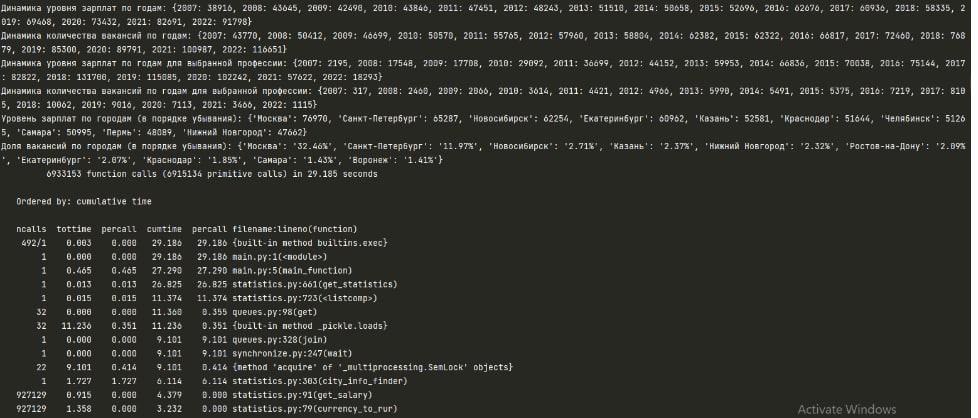 Динамика уровня зарплат по годам: {2007: 38916, 2008: 43645, 2009: 42490, 2010: 43846, 2011: 47451, 2012: 48243, 2013: 51510, 2014: 50658, 2015: 52696, 2016: 62676, 2017: 60936, 2018: 58335, 2
019: 69468, 2020: 73432, 2021: 82691, 2022: 91798}
Динамика количества вакансий по годам: {2007: 43770, 2008: 50412, 2009: 46699, 2010: 50570, 2011: 55765, 2012: 57960, 2013: 58804, 2014: 62382, 2015: 62322, 2016: 66817, 2017: 72460, 2018: 768
79, 2019: 85300, 2020: 89791, 2021: 100987, 2022: 116651}
Динамика уровня зарплат по годам для выбранной профессии: {2007: 2195, 2008: 17548, 2009: 17708, 2010: 29092, 2011: 36699, 2012: 44152, 2013: 59953, 2014: 66836, 2015: 70038, 2016: 75144, 2017
: 82822, 2018: 131700, 2019: 115085, 2020: 102242, 2021: 57622, 2022: 18293}
Динамика количества вакансий по годам для выбранной профессии: {2007: 317, 2008: 2460, 2009: 2066, 2010: 3614, 2011: 4421, 2012: 4966, 2013: 5990, 2014: 5491, 2015: 5375, 2016: 7219, 2017: 810
5, 2018: 10062, 2019: 9016, 2020: 7113, 2021: 3466, 2022: 1115}
Уровень зарплат по городам (в порядке убывания): {'Москва': 76970, 'Санкт-Петербург': 65287, 'Новосибирск': 62254, 'Екатеринбург': 60962, 'Казань': 52581, 'Краснодар': 51644, 'Челябинск': 5126
5, 'Самара': 50995, 'Пермь': 48089, 'Нижний Новгород': 47662}
Доля вакансий по городам (в порядке убывания): {'Москва': '32.46%', 'Санкт-Петербург': '11.97%', 'Новосибирск': '2.71%', 'Казань': '2.37%', 'Нижний Новгород': '2.32%', 'Ростов-на-Дону': '2.09%
', 'Екатеринбург': '2.07%', 'Краснодар': '1.85%', 'Самара': '1.43%', 'Воронеж': '1.41%'}
6933153 function calls (6915134 primitive calls) in 29.185 seconds
Ordered by: cumulative time
ncalls tottime percall cumtime percall filename:lineno(function)
492/1 0.003 0.000 29.186 29.186 {built-in method builtins.exec}
1 0.000 0.000 29.186 29.186 main.py:1(<module>)
1 0.465 0.465 27.290 27.290 main.py:5(main_function)
1 0.013 0.013 26.825 26.825 statistics.py:661(get_statistics)
1 0.015 0.015 11.374 11.374 statistics.py:723(<listcomp>)
32 0.000 0.000 11.360 0.355 queues.py:98(get)
32 11.236 0.351 11.236 0.351 {built-in method _pickle.loads}
1 0.000 0.000 9.101 9.101 queues.py:328(join)
1 0.000 0.000 9.101 9.101 synchronize.py:247(wait)
22 9.101 0.414 9.101 0.414 {method 'acquire' of '_multiprocessing.SemLock' objects}
1 1.727 1.727 6.114 6.114 statistics.py:303(city_info_finder)
927129 0.915 0.000 4.379 0.000 statistics.py:91(get_salary)
927129 1.358 0.000 3.232 0.000 statistics.py:79(currency_to_rur)
Activate Windows